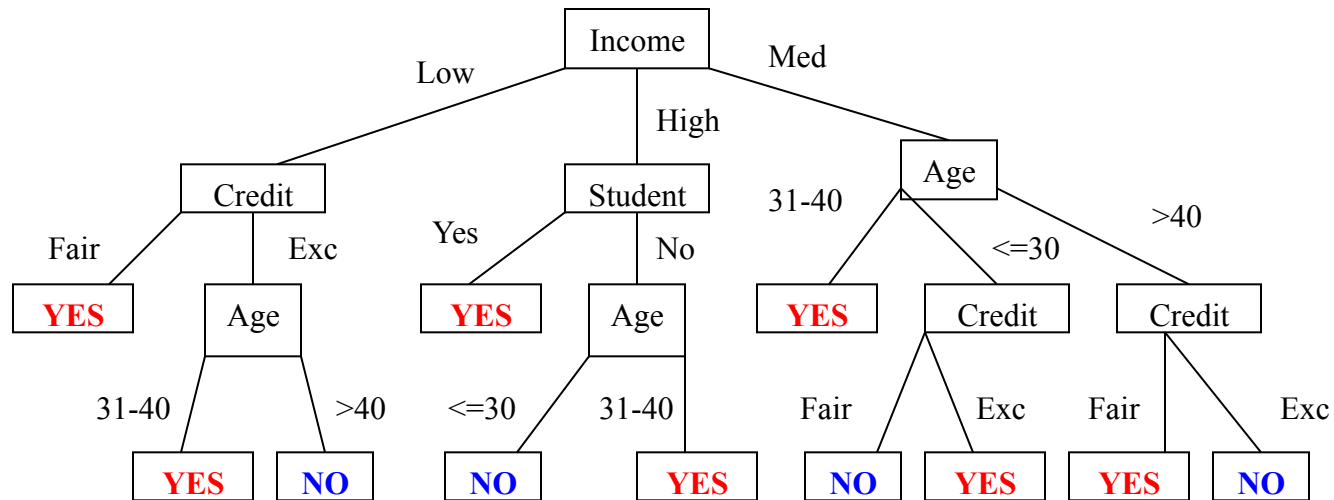 Income
Low
Med
High
Credit
Student
Age
Fair
Exc
Yes
No
31-40
<=30
>40
YES
Age
YES
Age
YES
Credit
Credit
31-40
>40
<=30
31-40
Fair
Exc
Fair
Exc
YES
NO
NO
YES
NO
YES
YES
NO